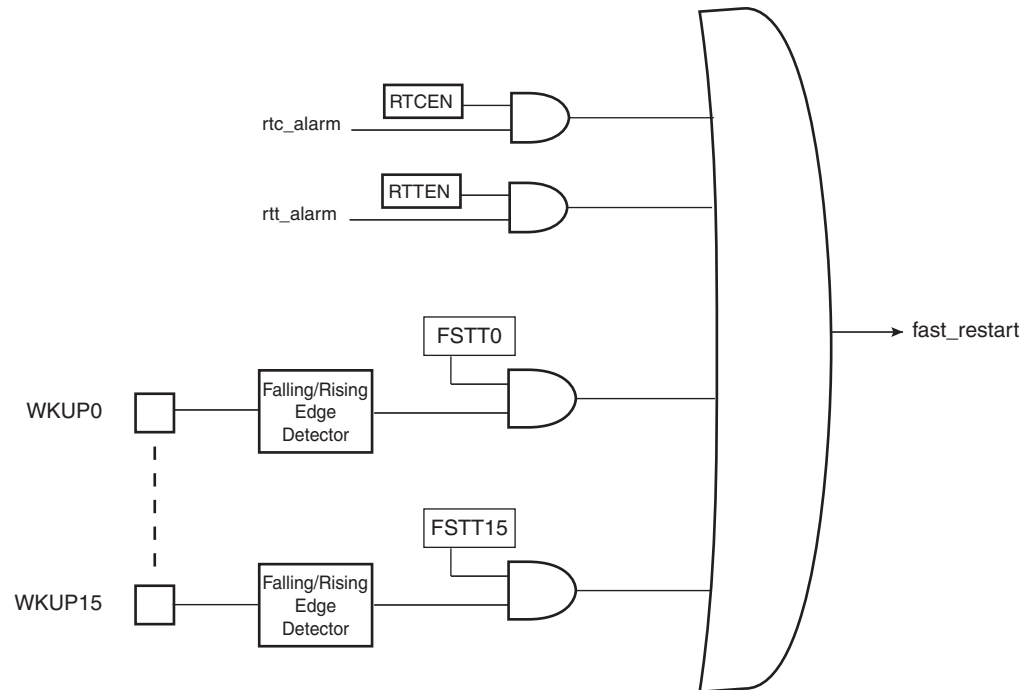 RTCEN
rtc_alarm
RTTEN
rtt_alarm
FSTT0
fast_restart
WKUP0
Falling/Rising
Edge
Detector
FSTT15
WKUP15
Falling/Rising
Edge
Detector